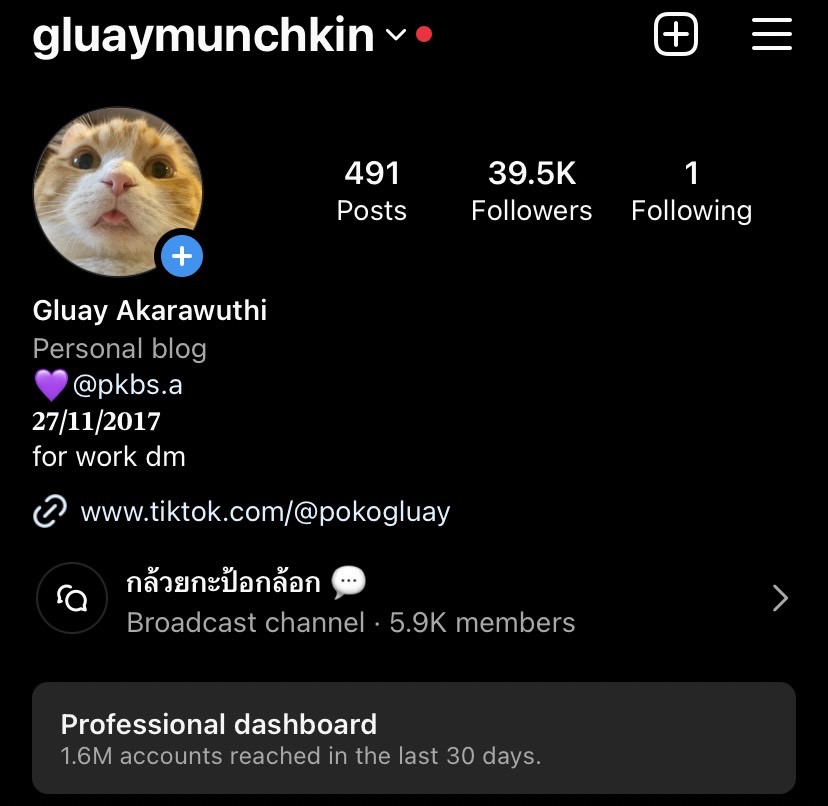 gluaymunchkin
491
39.5K
1
Posts
Followers
Following
Gluay Akarawuthi
Personal blog
💜@pkbs.a
27/11/2017
for work dm
www.tiktok.com/@pokogluay
กล้วยกะป้อกล้อก 💬
Broadcast channel · 5.9K members
Professional dashboard
1.6M accounts reached in the last 30 days.